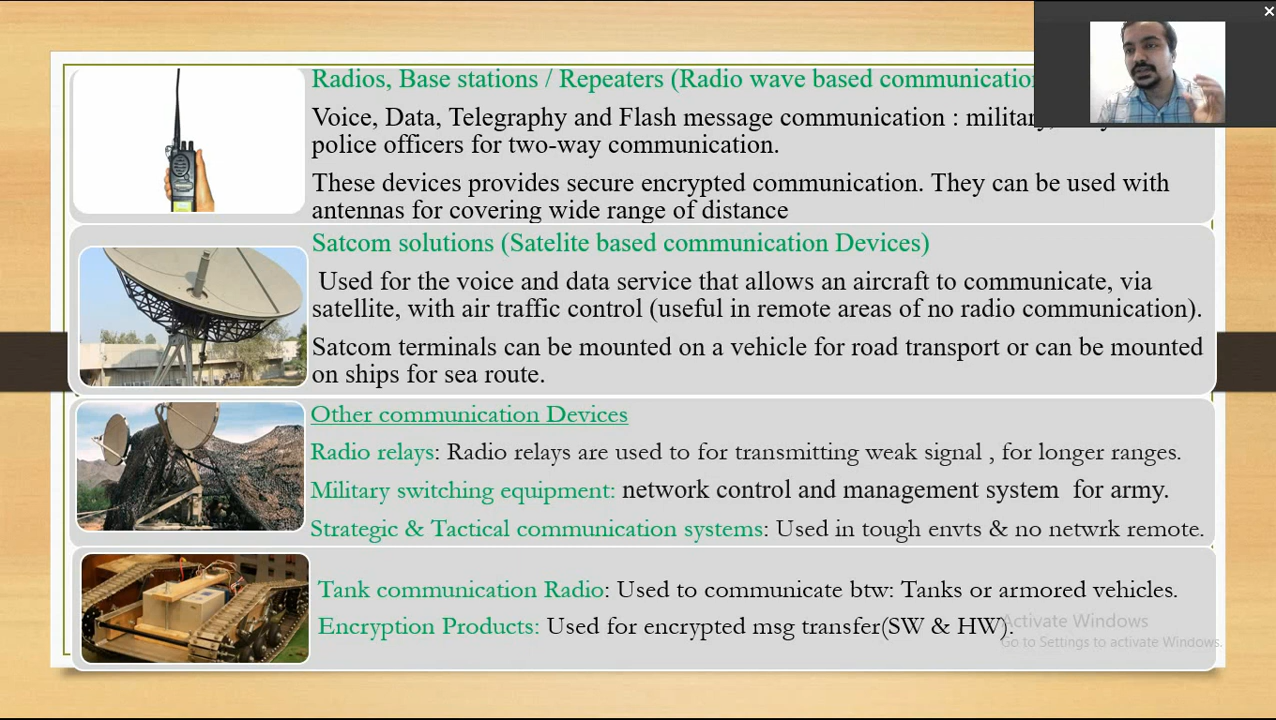 Radios, Base stations / Repeaters (Radio wave based
Voice, Data, Telegraphy and Flash message communication :
police officers for two-way communication.
These devices provides secure encrypted communication. They can be used with
antennas for covering wide range of distance
Satcom solutions (Satelite based communication Devices)
Used for the voice and data service that allows an aircraft to communicate, via
satellite, with air traffic control (useful in remote areas of no radio communication).
Satcom terminals can be mounted on a vehicle for road transport or can be mounted
on ships for sea route.
Other communication Devices
Radio relays: Radio relays are used to for transmitting weak signal , for longer ranges.
Military switching equipment: network control and management system for army.
Strategic & Tactical communication systems: Used in tough envts & no netwrk remote.
Tank communication Radio: Used to communicate btw: Tanks or armored vehicles.
Encryption Products: Used for encrypted msg transfer(SW & HW).
Activate Windows
Go to Settings to activate Windows.